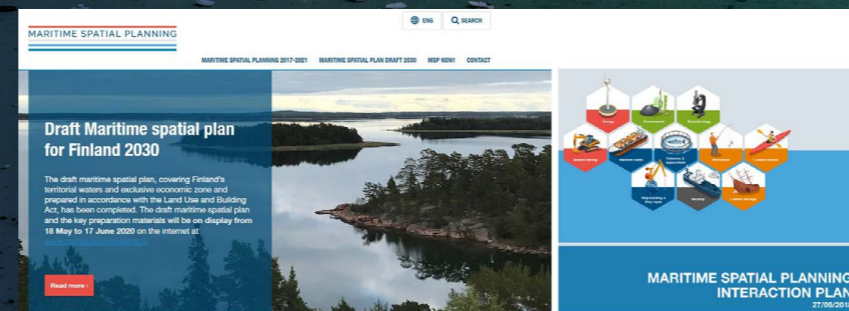 ENG
SEARCH
MARITIME SPATIAL PLANNING
MARITIME SPATIAL PLANNING 2017-2021
MARITIME SPATIAL PLAN DRAFT 2030
MSP NOW!
CONTACT
Draft Maritime spatial plan
for Finland 2030
The draft maritime spatial plan, covering Finland's
territorial waters and exclusive economic zone and
prepared in accordance with the Land Use and Building
Act, has been completed. The draft maritime spatial plan
and the key preparation materials will be on display from
18 May to 17 June 2020 on the internet at
Read more ›
Energy
MARITIME SPATIAL PLANNING
INTERACTION PLAN
27/09/2018